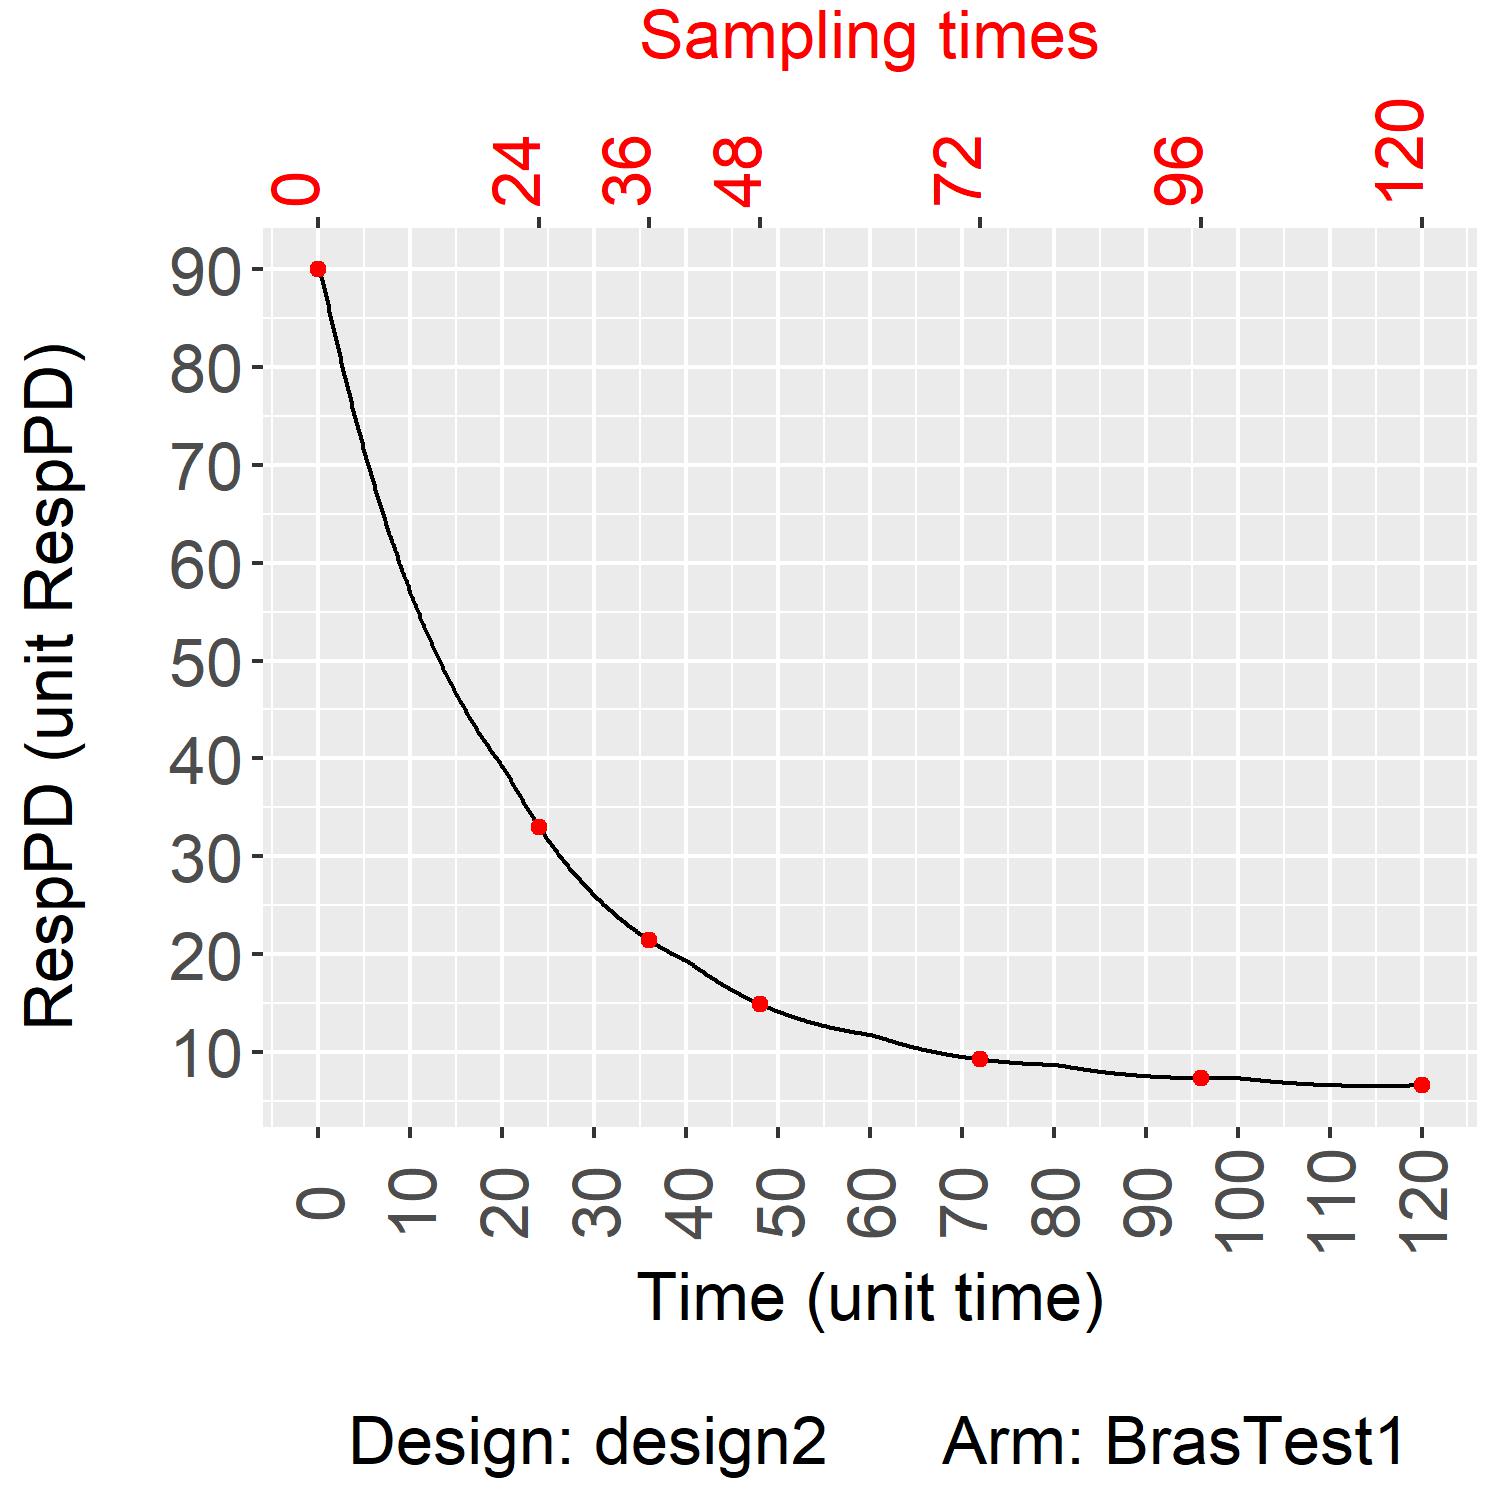 Sampling times
0 24 36 48 72 96 120
RespPD (unit RespPD)
90
80
70
60
50
40
30
20
10
0 10 20 30 40 50 60 70 80 90 100 110 120
Time (unit time)
Design: design2 Arm: BrasTest1